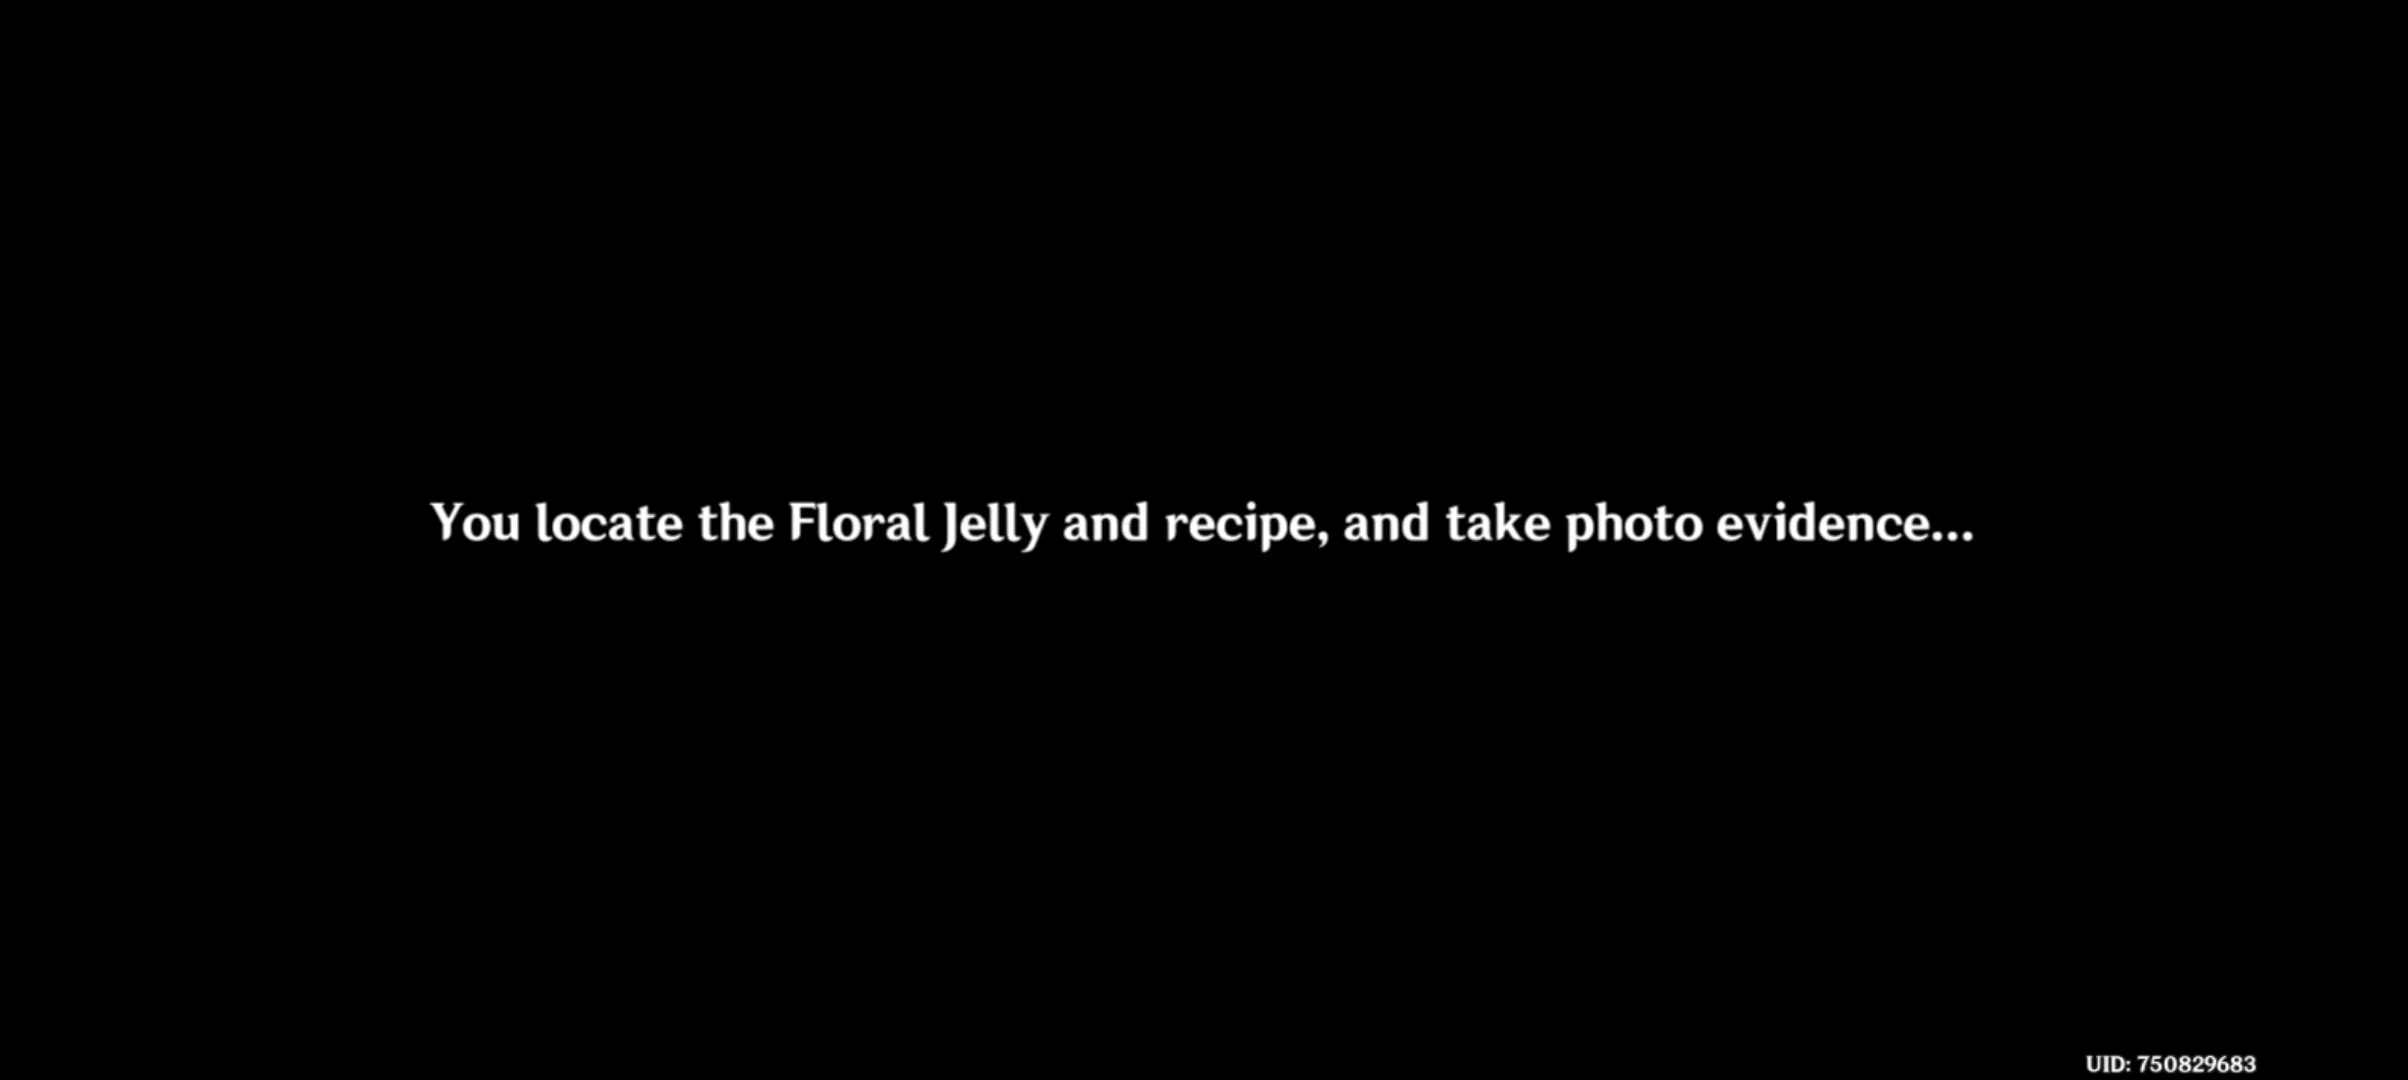 You locate the Floral Jelly and recipe, and take photo evidence...
UID: 750829683